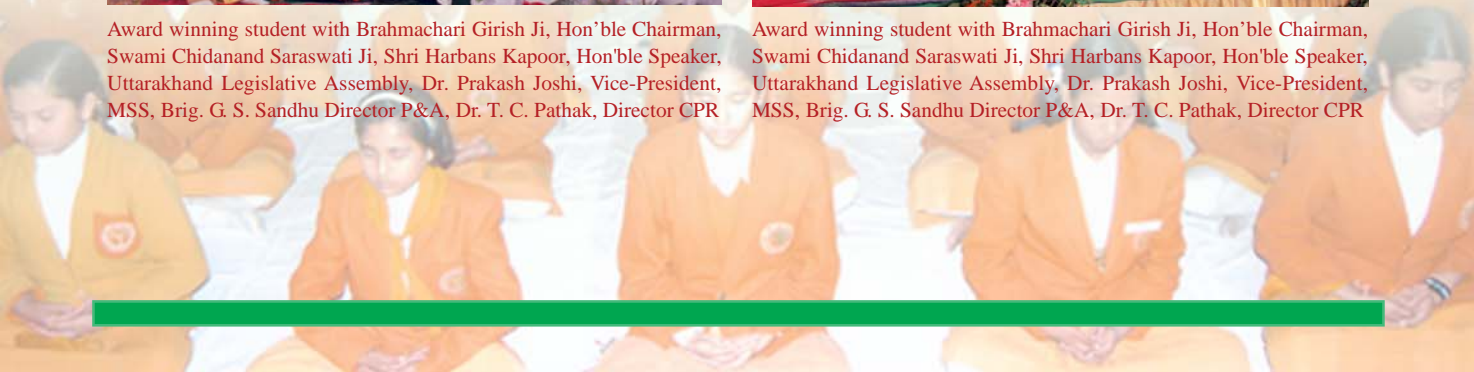 Award winning student with Brahmachari Girish Ji, Hon’ble Chairman,
Swami Chidanand Saraswati Ji, Shri Harbans Kapoor, Hon'ble Speaker,
Uttarakhand Legislative Assembly, Dr. Prakash Joshi, Vice-President,
MSS, Brig. G. S. Sandhu Director P&A, Dr. T. C. Pathak, Director CPR
Award winning student with Brahmachari Girish Ji, Hon’ble Chairman,
Swami Chidanand Saraswati Ji, Shri Harbans Kapoor, Hon'ble Speaker,
Uttarakhand Legislative Assembly, Dr. Prakash Joshi, Vice-President,
MSS, Brig. G. S. Sandhu Director P&A, Dr. T. C. Pathak, Director CPR